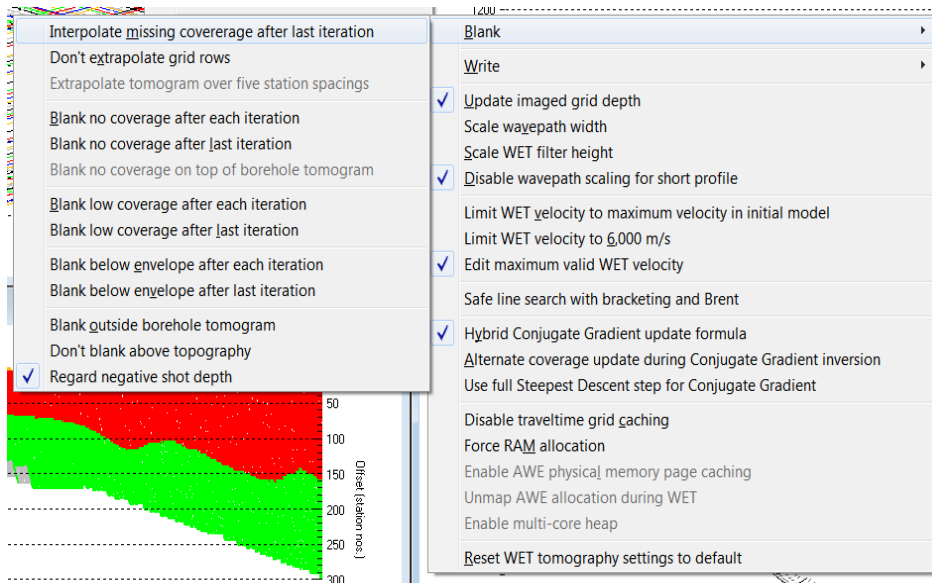 1200
Interpolate missing covererage after last iteration
Don't extrapolate grid rows
Extrapolate tomogram over five station spacings
Blank no coverage after each iteration
Blank no coverage after last iteration
Blank no coverage on top of borehole tomogram
Blank low coverage after each iteration
Blank low coverage after last iteration
Blank below envelope after each iteration
Blank below envelope after last iteration
Blank outside borehole tomogram
Don't blank above topography
Regard negative shot depth
Blank
Write
Update imaged grid depth
Scale wavepath width
Scale WET filter height
Disable wavepath scaling for short profile
Limit WET velocity to maximum velocity in initial model
Limit WET velocity to 6,000 m/s
Edit maximum valid WET velocity
Safe line search with bracketing and Brent
Hybrid Conjugate Gradient update formula
Alternate coverage update during Conjugate Gradient inversion
Use full Steepest Descent step for Conjugate Gradient
Disable traveltime grid caching
Force RAM allocation
Enable AWE physical memory page caching
Unmap AWE allocation during WET
Enable multi-core heap
Reset WET tomography settings to default
50
100
150
200
250
300
Offset [station nos.]